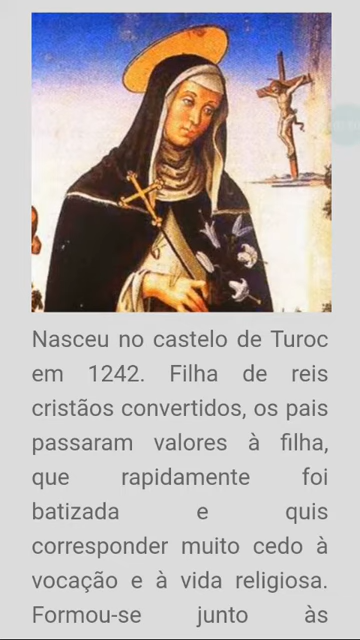 Nasceu no castelo de Turoc
em 1242. Filha de reis
cristãos convertidos, os pais
passaram valores à filha,
que rapidamente foi
batizada e quis
corresponder muito cedo à
vocação e à vida religiosa.
Formou-se junto às